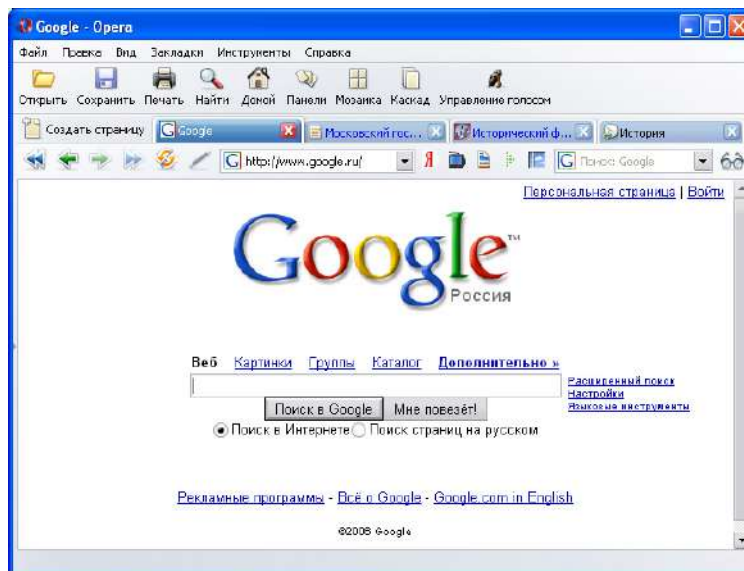 Google - Opera
Файл Правка Вид Закладки Инструменты Справка
Открыть Сохранить Печать Найти Домой Панели Мозаика Каскад Управление голосом
Создать страницу Google Московский гос... Исторический ф... История
http://www.google.ru/ Поиск Google
Персональная страница | Войти
Google™
Россия
Веб Картинки Группы Каталог Дополнительно »
Расширенный поиск
Настройки
Языковые инструменты
Поиск в Google Мне повезёт!
Поиск в Интернете Поиск страниц на русском
Рекламные программы - Всё о Google - Google.com in English
©2006 Google